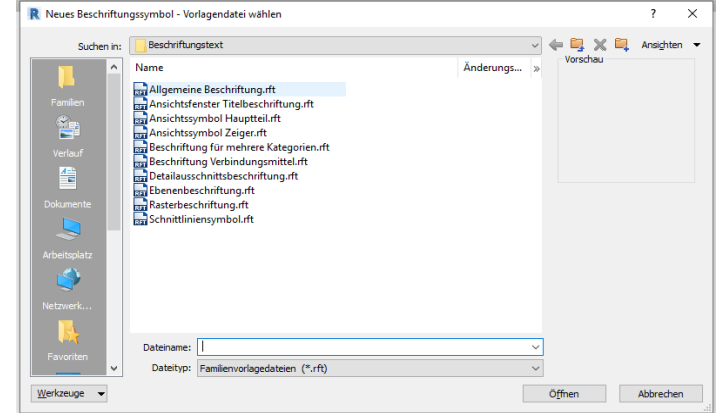 Neues Beschriftungssymbol - Vorlagendatei wählen
Suchen in: Beschriftungstext Ansichten
Name Änderungs... »
Vorschau
Allgemeine Beschriftung.rft
Ansichtsfenster Titelbeschriftung.rft
Ansichtssymbol Hauptteil.rft
Ansichtssymbol Zeiger.rft
Beschriftung für mehrere Kategorien.rft
Beschriftung Verbindungsmittel.rft
Detailausschnittsbeschriftung.rft
Ebenenbeschriftung.rft
Rasterbeschriftung.rft
Schnittliniensymbol.rft
Familien
Verlauf
Dokumente
Arbeitsplatz
Netzwerk...
Favoriten
Dateiname:
Dateityp: Familienvorlagedateien (*.rft)
Werkzeuge Öffnen Abbrechen